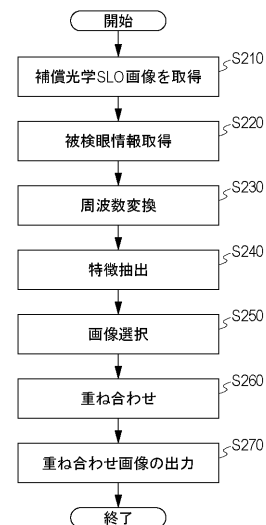 開始
S210
補償光学SLO画像を取得
S220
被検眼情報取得
S230
周波数変換
S240
特徴抽出
S250
画像選択
S260
重ね合わせ
S270
重ね合わせ画像の出力
終了